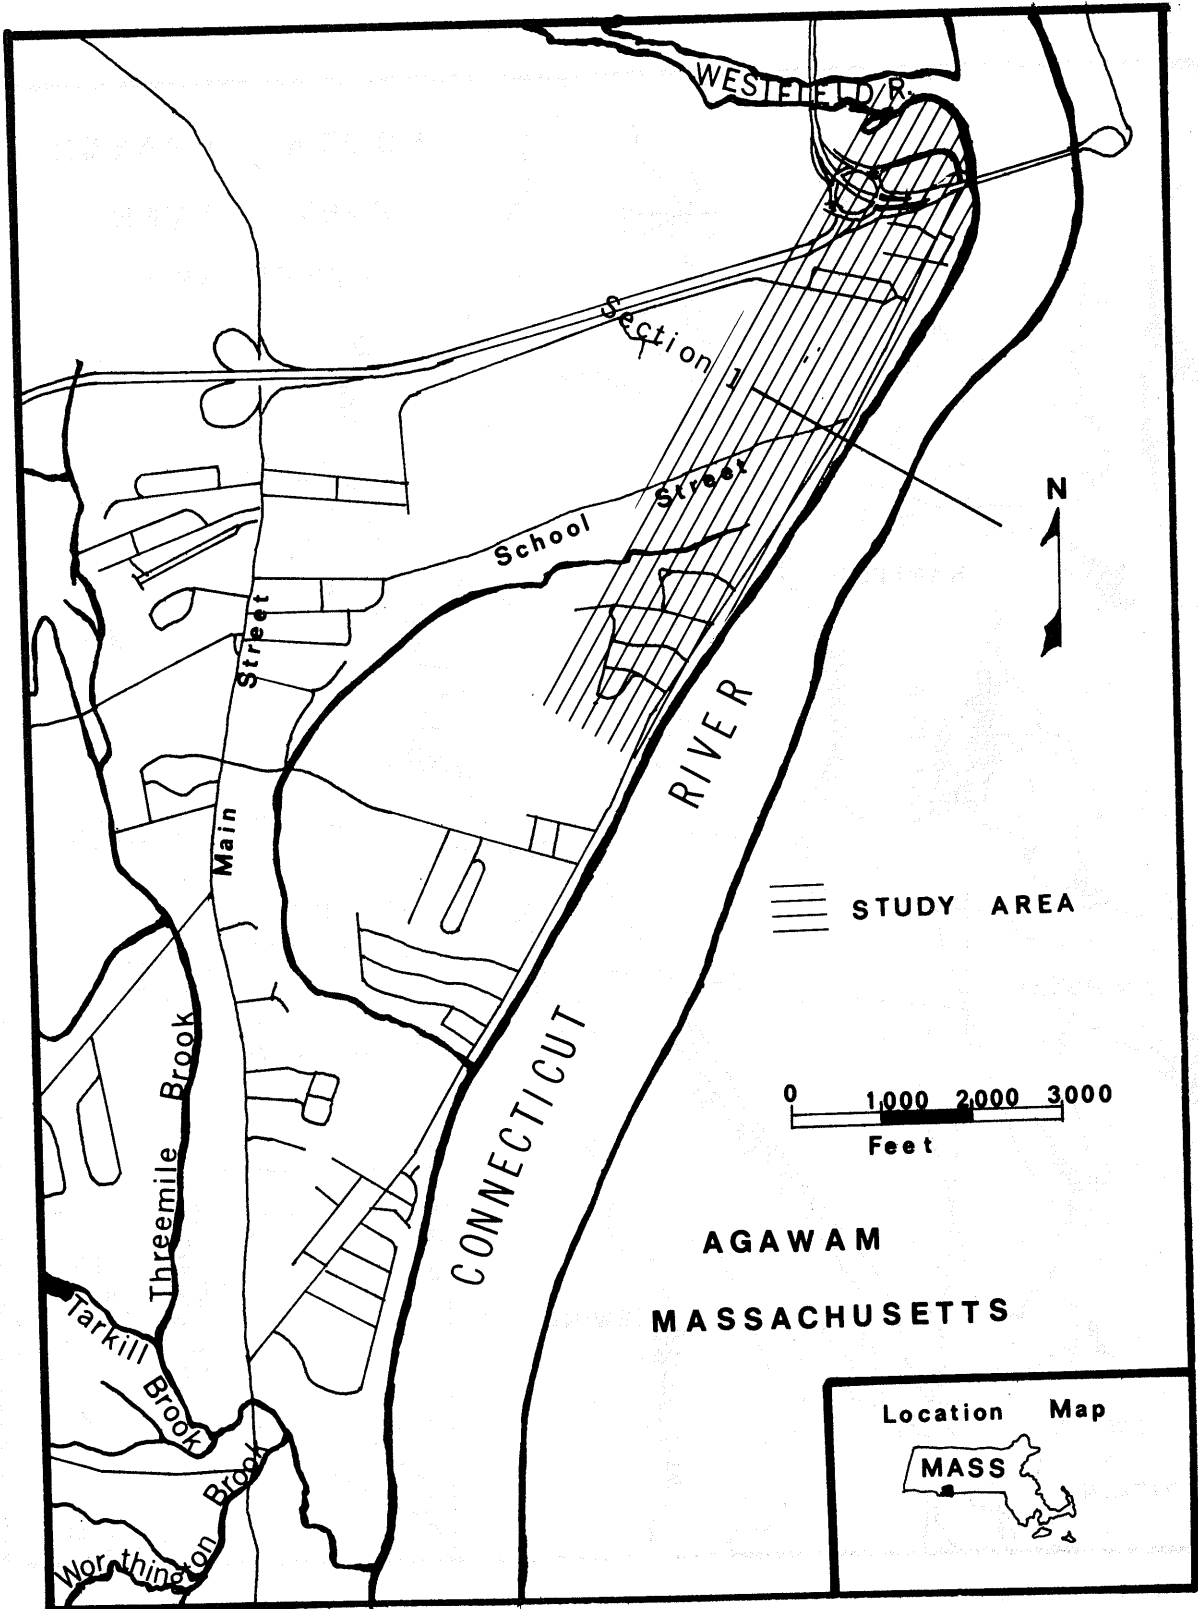 WESTFIELD R.
Section 1
School Street
N
Main Street
RIVER
STUDY AREA
CONNECTICUT
Threemile Brook
0 1,000 2,000 3,000
Feet
AGAWAM
MASSACHUSETTS
Tarkill Brook
Location Map
MASS
Worthington Brook